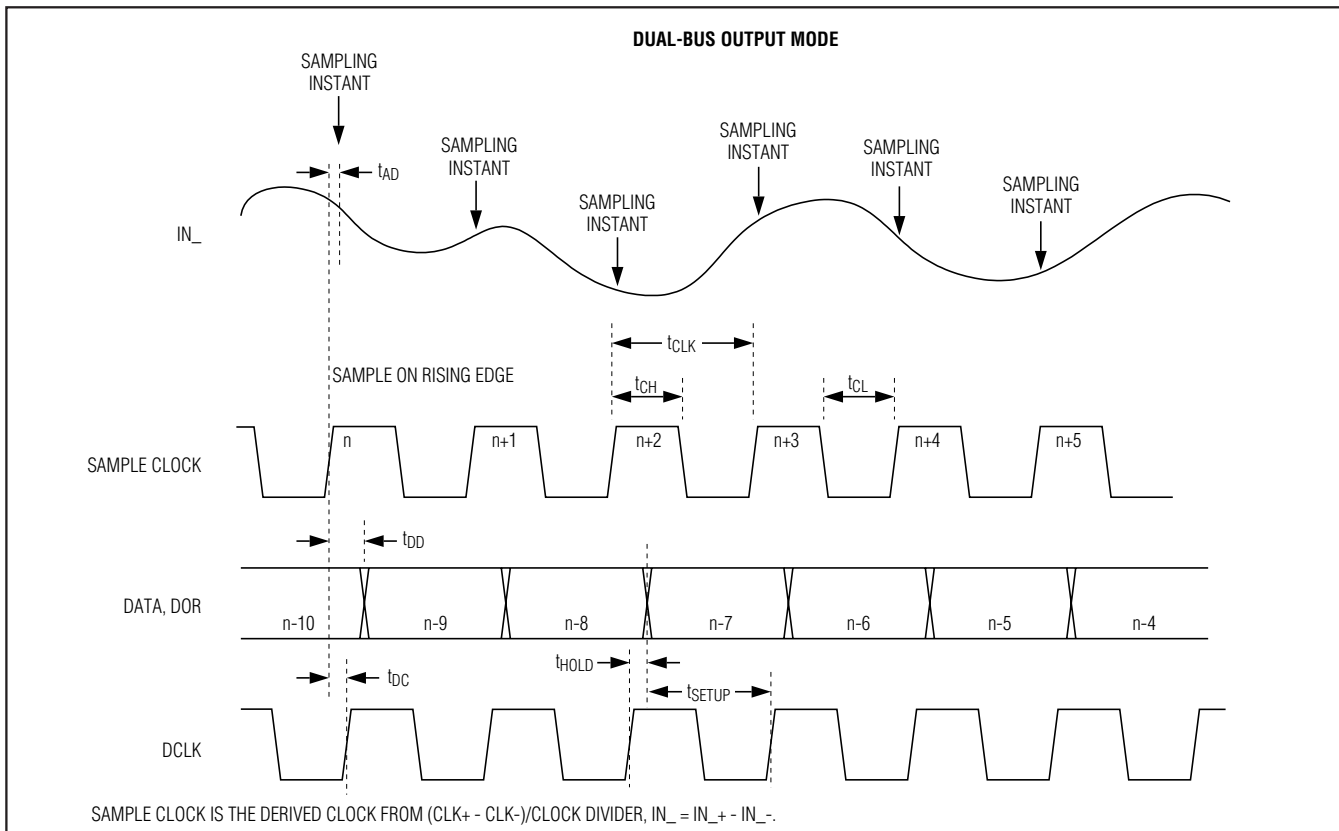 DUAL-BUS OUTPUT MODE
SAMPLING
INSTANT
SAMPLING
INSTANT
SAMPLING
INSTANT
SAMPLING
INSTANT
SAMPLING
INSTANT
SAMPLING
INSTANT
tAD
IN_
tCLK
SAMPLE ON RISING EDGE
tCH
tCL
n n+1 n+2 n+3 n+4 n+5
SAMPLE CLOCK
tDD
DATA, DOR
n-10 n-9 n-8 n-7 n-6 n-5 n-4
tHOLD
tDC
tSETUP
DCLK
SAMPLE CLOCK IS THE DERIVED CLOCK FROM (CLK+ - CLK-)/CLOCK DIVIDER, IN_ = IN_+ - IN_-.